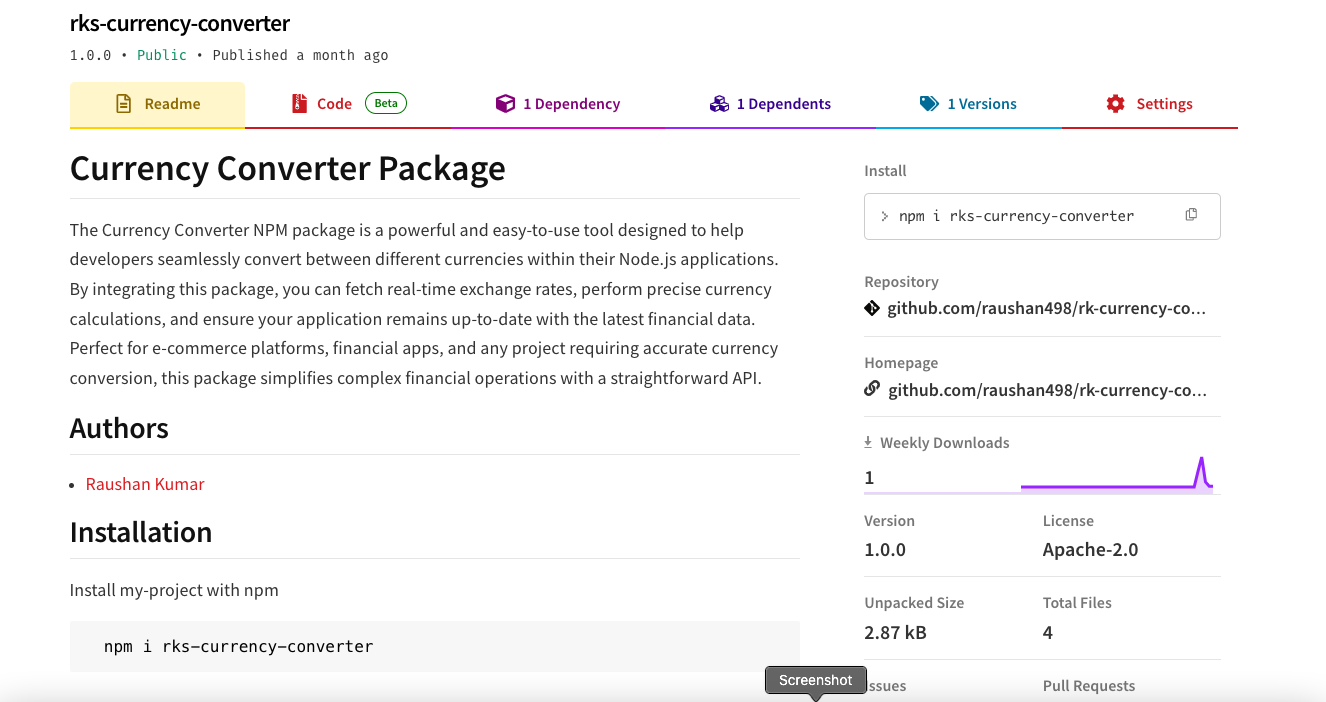 rks-currency-converter
1.0.0 • Public • Published a month ago
Readme
Code Beta
1 Dependency
1 Dependents
1 Versions
Settings
Currency Converter Package
The Currency Converter NPM package is a powerful and easy-to-use tool designed to help
developers seamlessly convert between different currencies within their Node.js applications.
By integrating this package, you can fetch real-time exchange rates, perform precise currency
calculations, and ensure your application remains up-to-date with the latest financial data.
Perfect for e-commerce platforms, financial apps, and any project requiring accurate currency
conversion, this package simplifies complex financial operations with a straightforward API.
Authors
• Raushan Kumar
Installation
Install my-project with npm
npm i rks-currency-converter
Install
> npm i rks-currency-converter
Repository
github.com/raushan498/rk-currency-co...
Homepage
github.com/raushan498/rk-currency-co...
Weekly Downloads
1
Version
1.0.0
License
Apache-2.0
Unpacked Size
2.87 kB
Total Files
4
ssues
Pull Requests
Screenshot